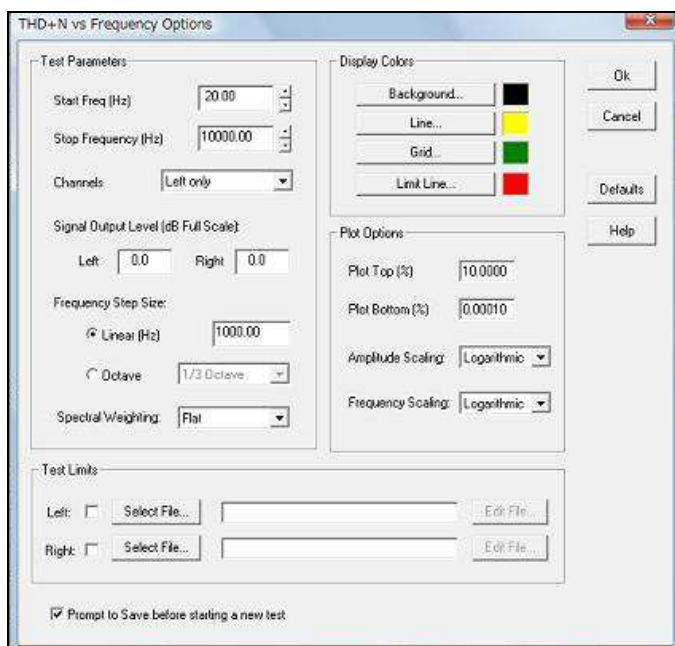 THD+N vs Frequency Options
Test Parameters
Start Freq (Hz) 20.00
Stop Frequency (Hz) 10000.00
Channels Left only
Signal Output Level (dB Full Scale):
Left 0.0 Right 0.0
Frequency Step Size:
Linear (Hz) 1000.00
Octave 1/3 Octave
Spectral Weighting: Flat
Display Colors
Background...
Line...
Grid...
Limit Line...
Plot Options
Plot Top (%) 10.0000
Plot Bottom (%) 0.00010
Amplitude Scaling: Logarithmic
Frequency Scaling: Logarithmic
Ok
Cancel
Defaults
Help
Test Limits
Left: Select File... Edit File...
Right: Select File... Edit File...
Prompt to Save before starting a new test